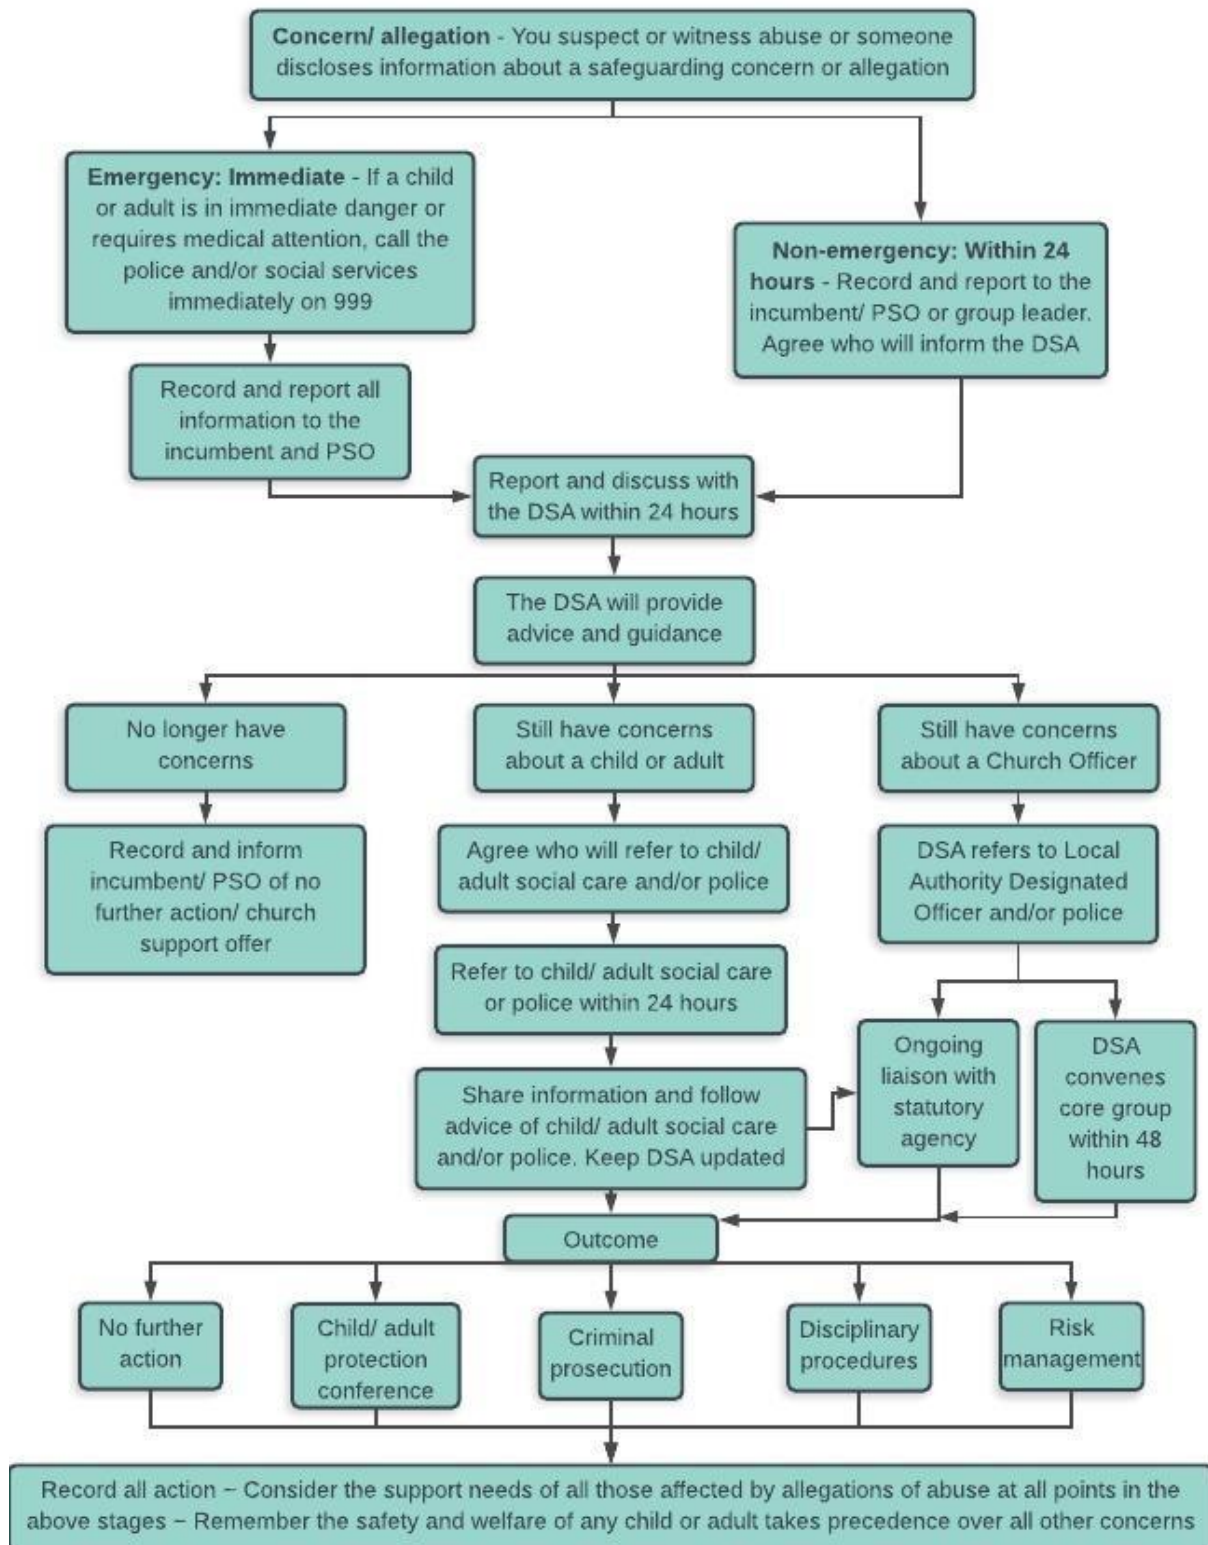 Concern/ allegation - You suspect or witness abuse or someone
discloses information about a safeguarding concern or allegation
Emergency: Immediate - If a child
or adult is in immediate danger or
requires medical attention, call the
police and/or social services
immediately on 999
Non-emergency: Within 24
hours - Record and report to the
incumbent/ PSO or group leader.
Agree who will inform the DSA
Record and report all
information to the
incumbent and PSO
Report and discuss with
the DSA within 24 hours
The DSA will provide
advice and guidance
No longer have
concerns
Still have concerns
about a child or adult
Still have concerns
about a Church Officer
Record and inform
incumbent/ PSO of no
further action/ church
support offer
Agree who will refer to child/
adult social care and/or police
DSA refers to Local
Authority Designated
Officer and/or police
Refer to child/ adult social care
or police within 24 hours
Ongoing
liaison with
statutory
agency
DSA
convenes
core group
within 48
hours
Share information and follow
advice of child/ adult social care
and/or police. Keep DSA updated
Outcome
No further
action
Child/ adult
protection
conference
Criminal
prosecution
Disciplinary
procedures
Risk
management
Record all action − Consider the support needs of all those affected by allegations of abuse at all points in the
above stages − Remember the safety and welfare of any child or adult takes precedence over all other concerns